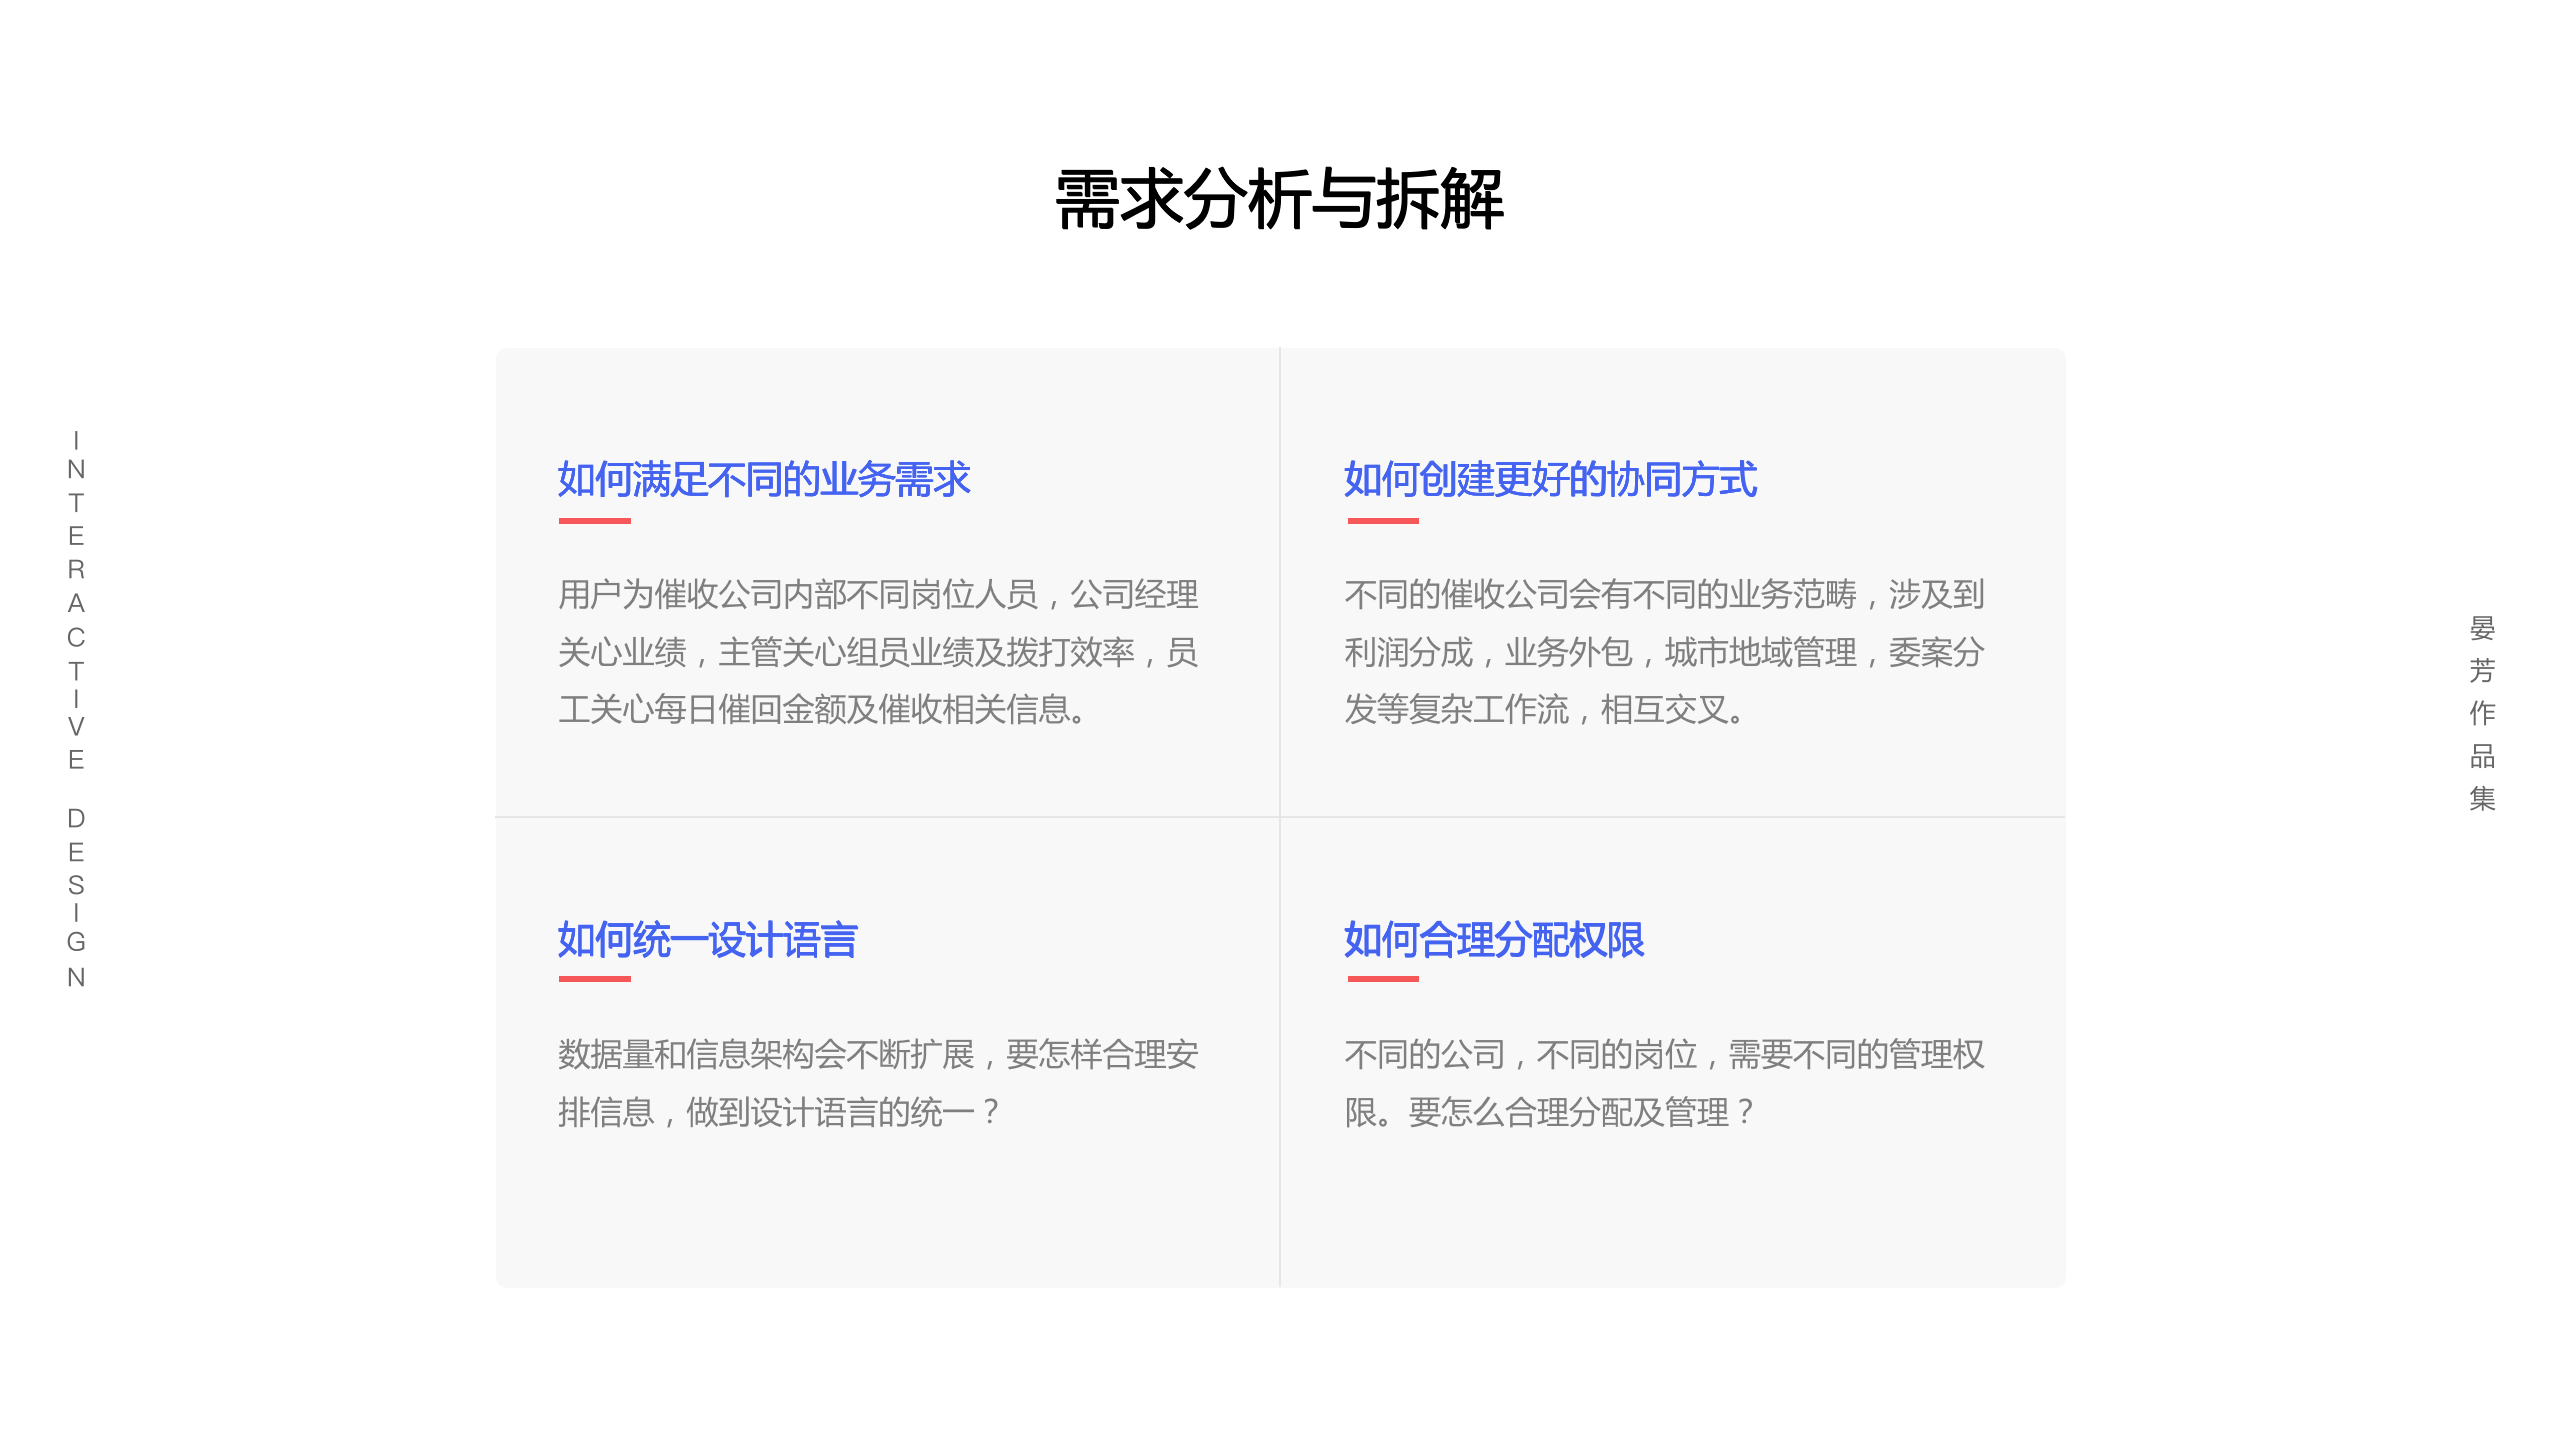 需求分析与拆解
INTERACTIVE DESIGN
如何满足不同的业务需求
用户为催收公司内部不同岗位人员，公司经理
关心业绩，主管关心组员业绩及拨打效率，员
工关心每日催回金额及催收相关信息。
如何创建更好的协同方式
不同的催收公司会有不同的业务范畴，涉及到
利润分成，业务外包，城市地域管理，委案分
发等复杂工作流，相互交叉。
如何统一设计语言
数据量和信息架构会不断扩展，要怎样合理安
排信息，做到设计语言的统一？
如何合理分配权限
不同的公司，不同的岗位，需要不同的管理权
限。要怎么合理分配及管理？
晏芳作品集